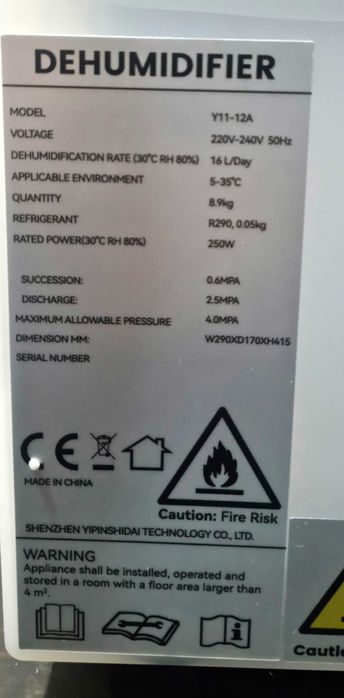 DEHUMIDIFIER
MODEL Y11-12A
VOLTAGE 220V-240V 50Hz
DEHUMIDIFICATION RATE (30°C RH 80%) 16 L/Day
APPLICABLE ENVIRONMENT 5-35°C
QUANTITY 8.9kg
REFRIGERANT R290, 0.05kg
RATED POWER(30°C RH 80%) 250W
SUCCESSION: 0.6MPA
DISCHARGE: 2.5MPA
MAXIMUM ALLOWABLE PRESSURE 4.0MPA
DIMENSION MM: W290XD170XH415
SERIAL NUMBER
CE
MADE IN CHINA
Caution: Fire Risk
SHENZHEN YIPINSHIDAI TECHNOLOGY CO., LTD.
WARNING
Appliance shall be installed, operated and
stored in a room with a floor area larger than
4 m².